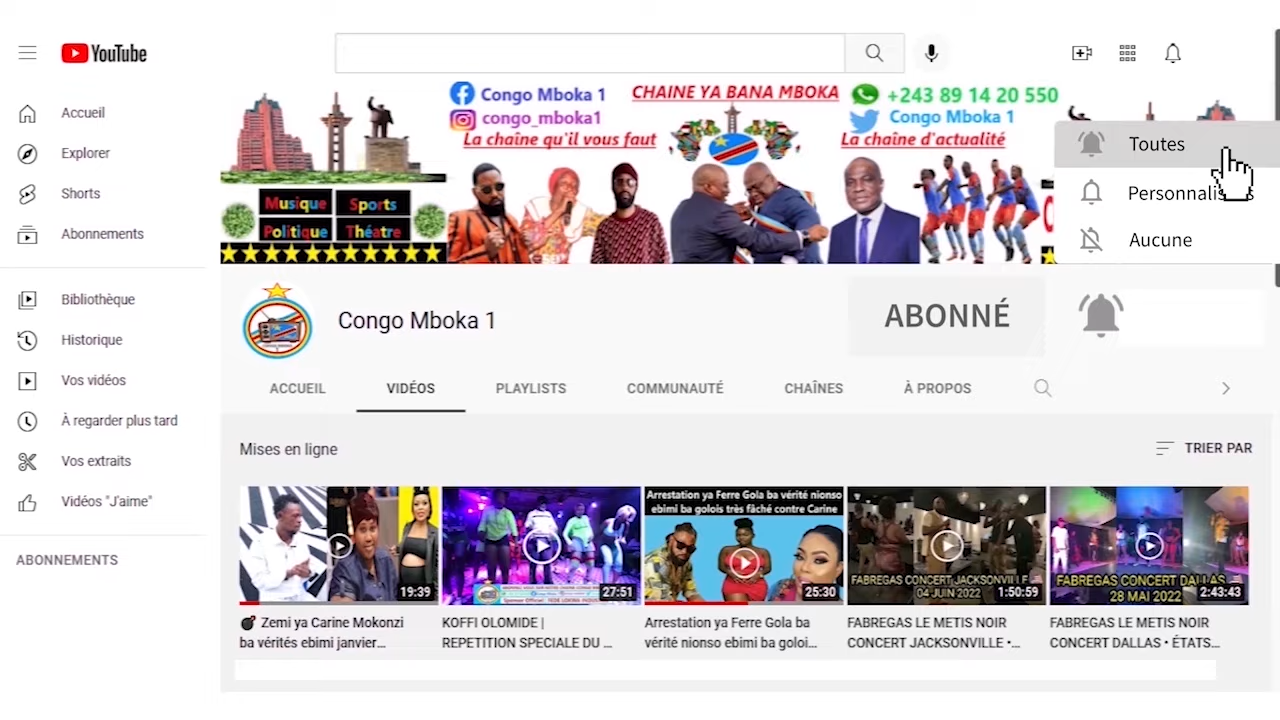 YouTube
Accueil
Explorer
Shorts
Abonnements
Bibliothèque
Historique
Vos vidéos
À regarder plus tard
Vos extraits
Vidéos "J'aime"
ABONNEMENTS
Congo Mboka 1
congo_mboka1
CHAINE YA BANA MBOKA
+243 89 14 20 550
Congo Mboka 1
La chaîne qu'il vous faut
La chaîne d'actualité
Musique
Sports
Politique
Théatre
Toutes
Aucune
Congo Mboka 1
ABONNÉ
ACCUEIL
VIDÉOS
PLAYLISTS
COMMUNAUTÉ
CHAÎNES
À PROPOS
Mises en ligne
TRIER PAR
19:39
Zemi ya Carine Mokonzi
ba vérités ebimi janvier...
27:51
KOFFI OLOMIDE |
REPETITION SPECIALE DU ...
Arrestation ya Ferre Gola ba vérité nionso
ebimi ba golois très fâché contre Carine
25:30
Arrestation ya Ferre Gola ba
vérité nionso ebimi ba goloi...
FABREGAS CONCERT JACKSONVILLE
04 JUIN 2022
1:50:59
FABREGAS LE METIS NOIR
CONCERT JACKSONVILLE •...
FABREGAS CONCERT DALLAS
28 MAI 2022
2:43:43
FABREGAS LE METIS NOIR
CONCERT DALLAS • ÉTATS...